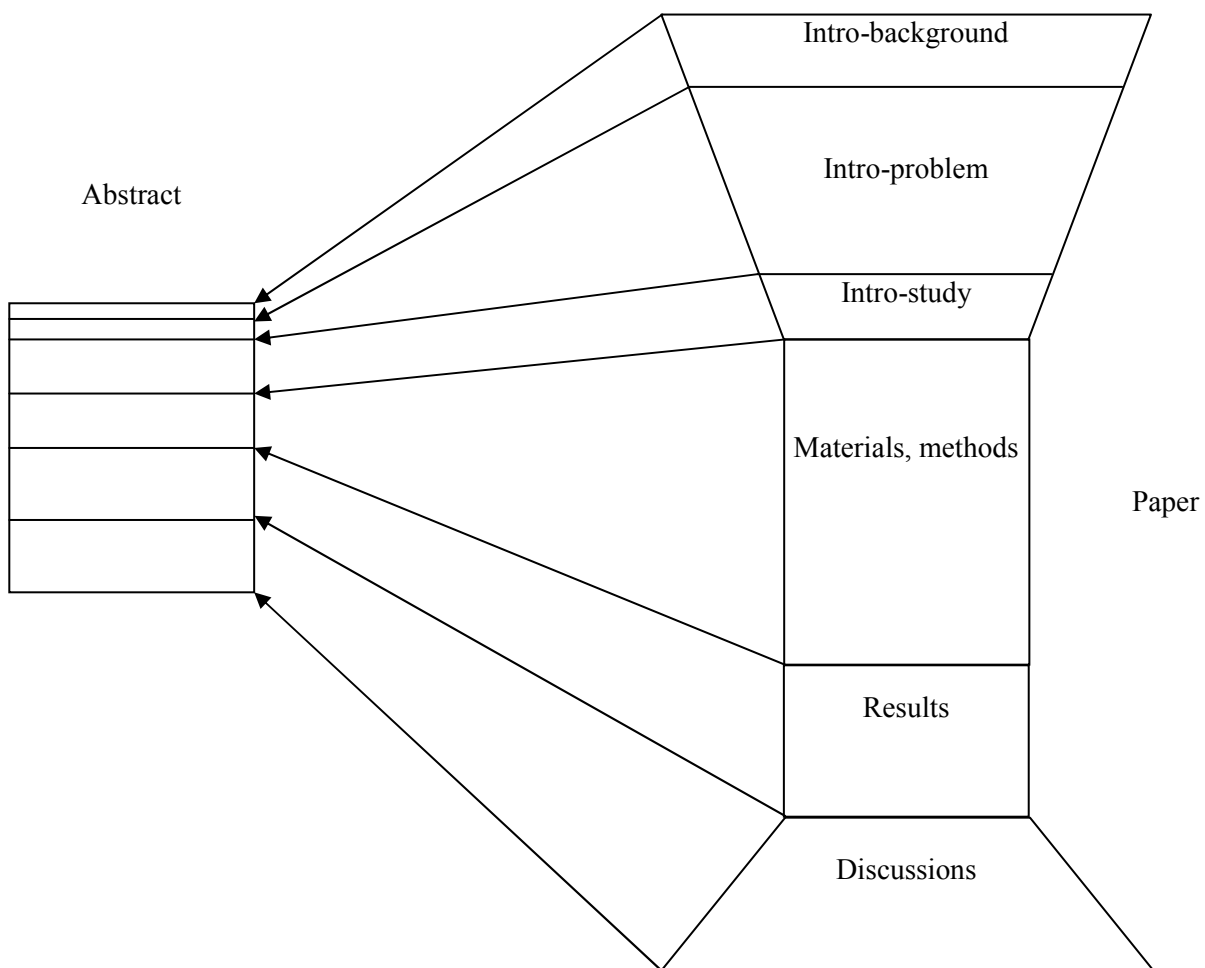 Intro-background
Intro-problem
Abstract
Intro-study
Materials, methods
Paper
Results
Discussions